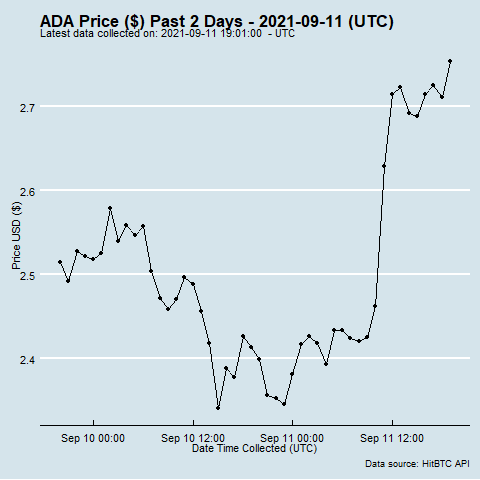 ADA Price ($) Past 2 Days - 2021-09-11 (UTC)
Latest data collected on: 2021-09-11 19:01:00 - UTC
2.7
2.6
2.5
2.4
Price USD ($)
Sep 10 00:00 Sep 10 12:00 Sep 11 00:00 Sep 11 12:00
Date Time Collected (UTC)
Data source: HitBTC API